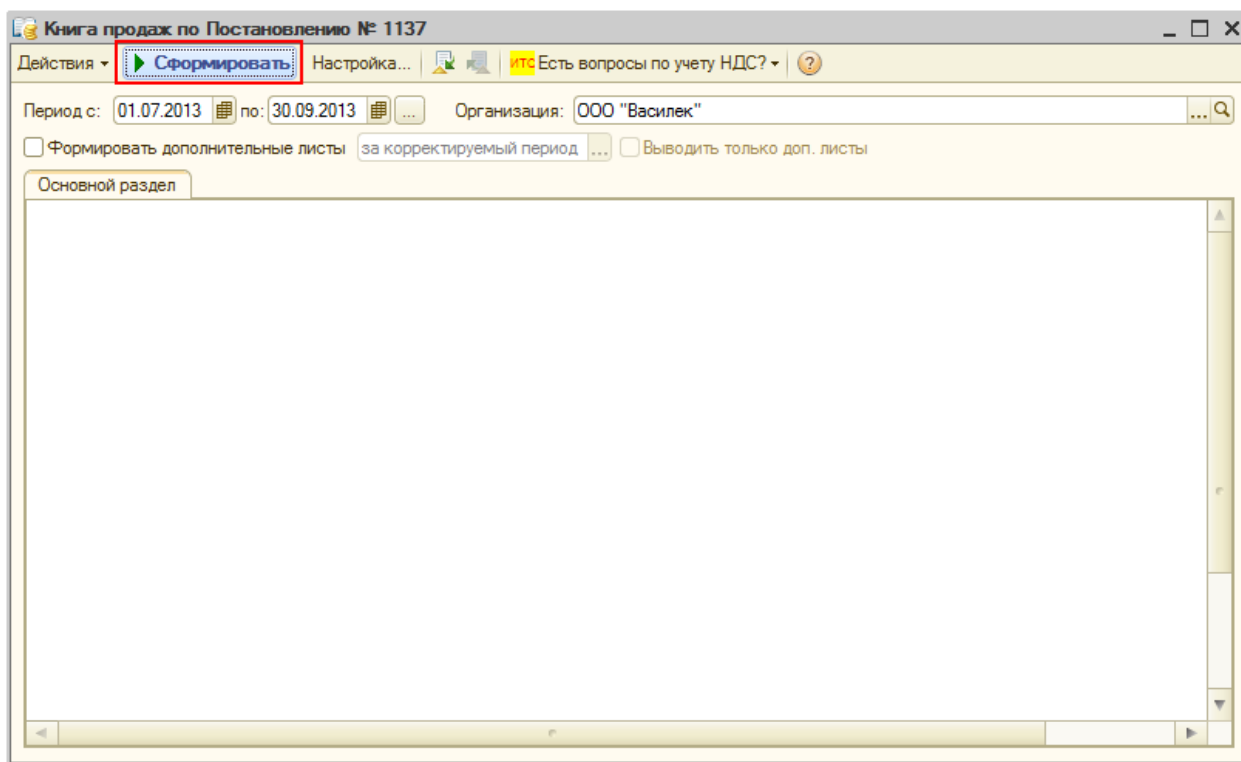 Книга продаж по Постановлению № 1137
Действия Сформировать Настройка... ИТС Есть вопросы по учету НДС? ?
Период с: 01.07.2013 по: 30.09.2013 ... Организация: ООО "Василек" ...
Формировать дополнительные листы за корректируемый период ... Выводить только доп. листы
Основной раздел